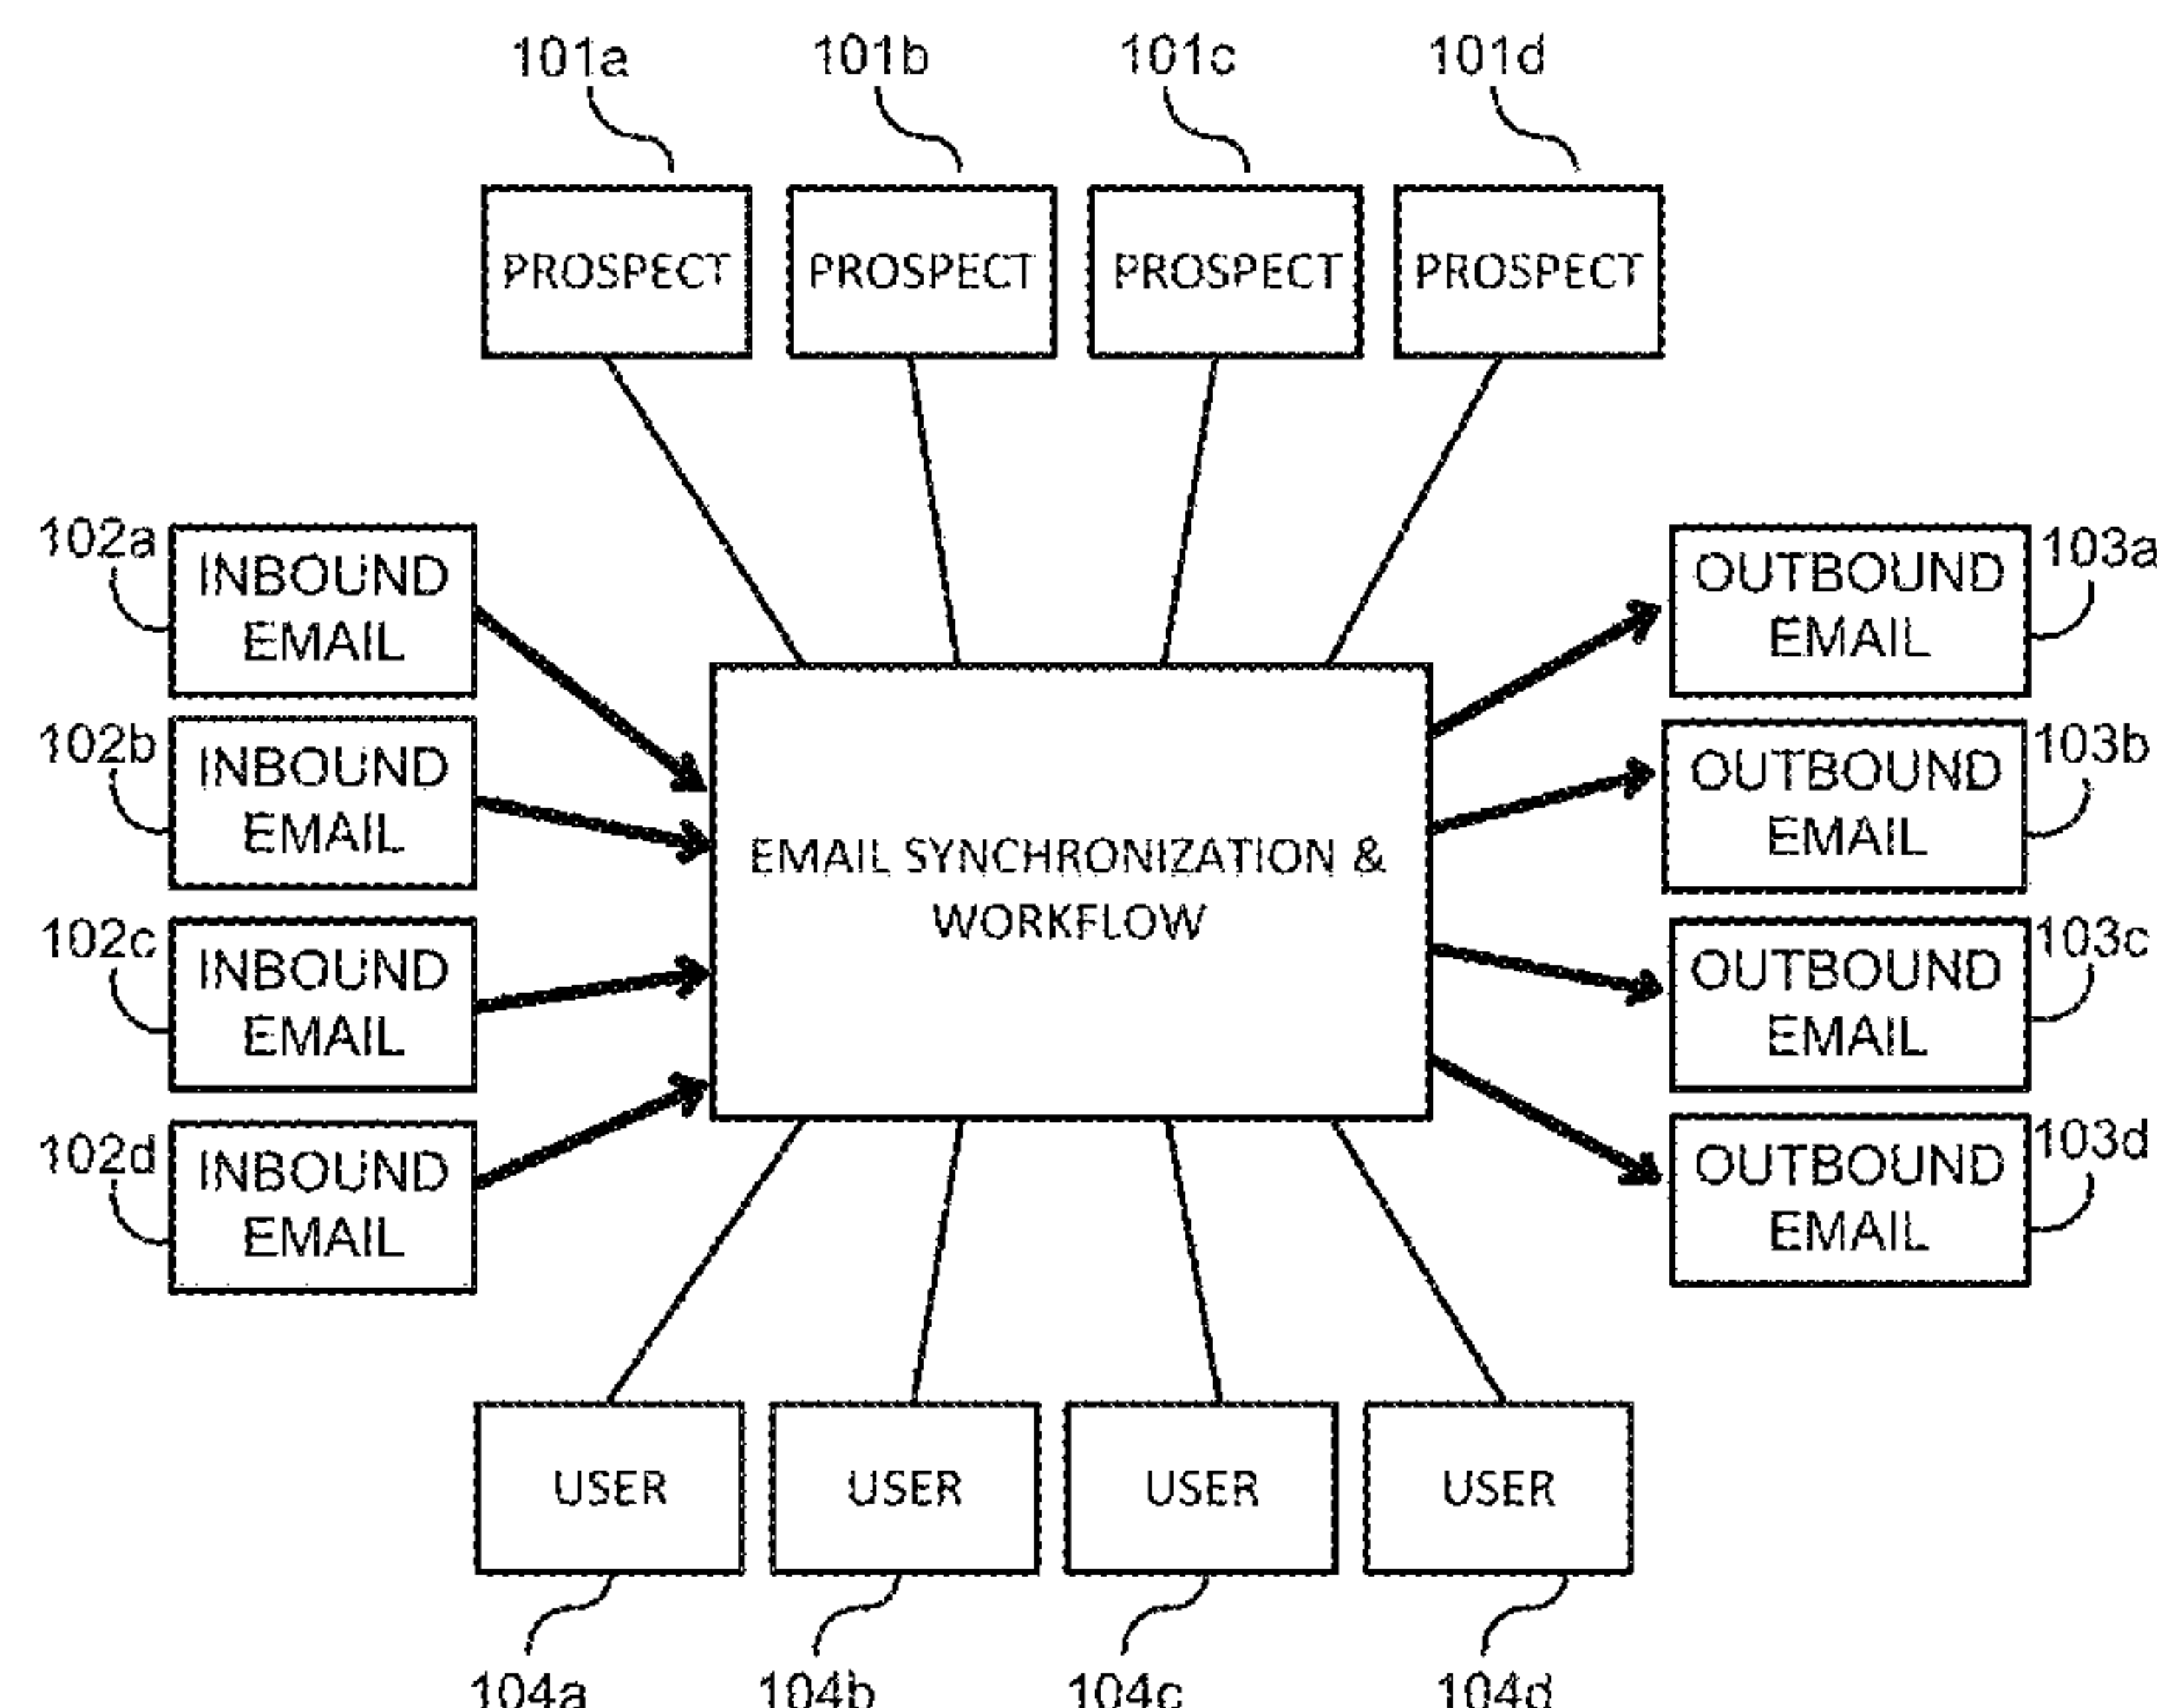 101a 101b 101c 101d
PROSPECT PROSPECT PROSPECT PROSPECT
102a
INBOUND
EMAIL
102b
INBOUND
EMAIL
102c
INBOUND
EMAIL
102d
INBOUND
EMAIL
EMAIL SYNCHRONIZATION &
WORKFLOW
OUTBOUND
EMAIL
103a
OUTBOUND
EMAIL
103b
OUTBOUND
EMAIL
103c
OUTBOUND
EMAIL
103d
USER USER USER USER
104a 104b 104c 104d